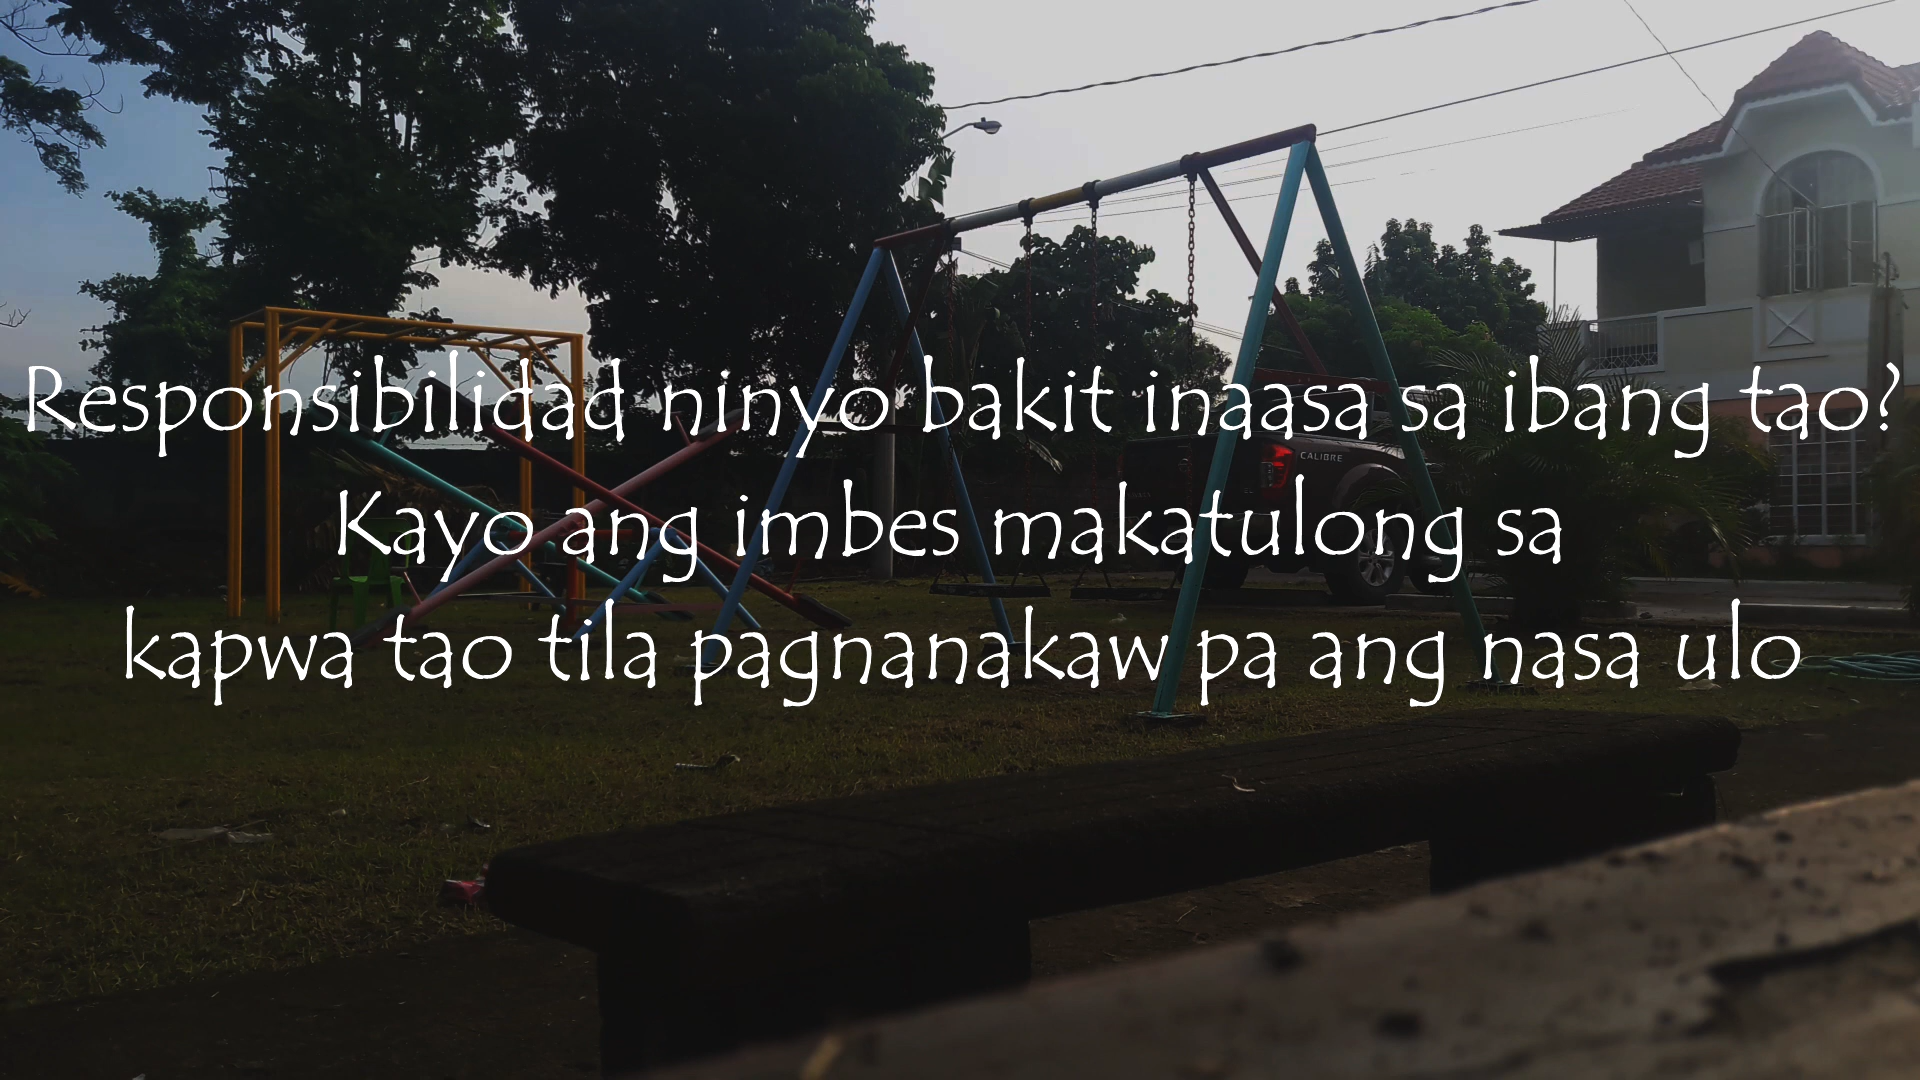 Responsibilidad ninyo bakit inaasa sa ibang tao?
CALIBRE
Kayo ang imbes makatulong sa
kapwa tao tila pagnanakaw pa ang nasa ulo